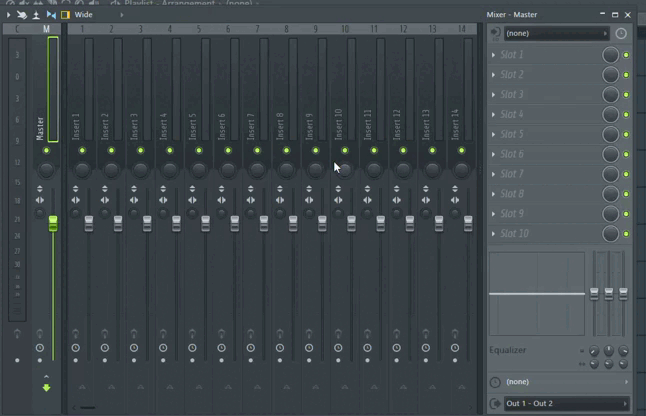 Playlist - Arrangement - (none)
Wide
Mixer - Master
C
M
1
2
3
4
5
6
7
8
9
10
11
12
13
14
(none)
Master
Insert 1
Insert 2
Insert 3
Insert 4
Insert 5
Insert 6
Insert 7
Insert 8
Insert 9
Insert 10
Insert 11
Insert 12
Insert 13
Insert 14
Slot 1
Slot 2
Slot 3
Slot 4
Slot 5
Slot 6
Slot 7
Slot 8
Slot 9
Slot 10
3
0
3
6
9
12
15
18
21
24
27
30
Equalizer
(none)
Out 1 - Out 2